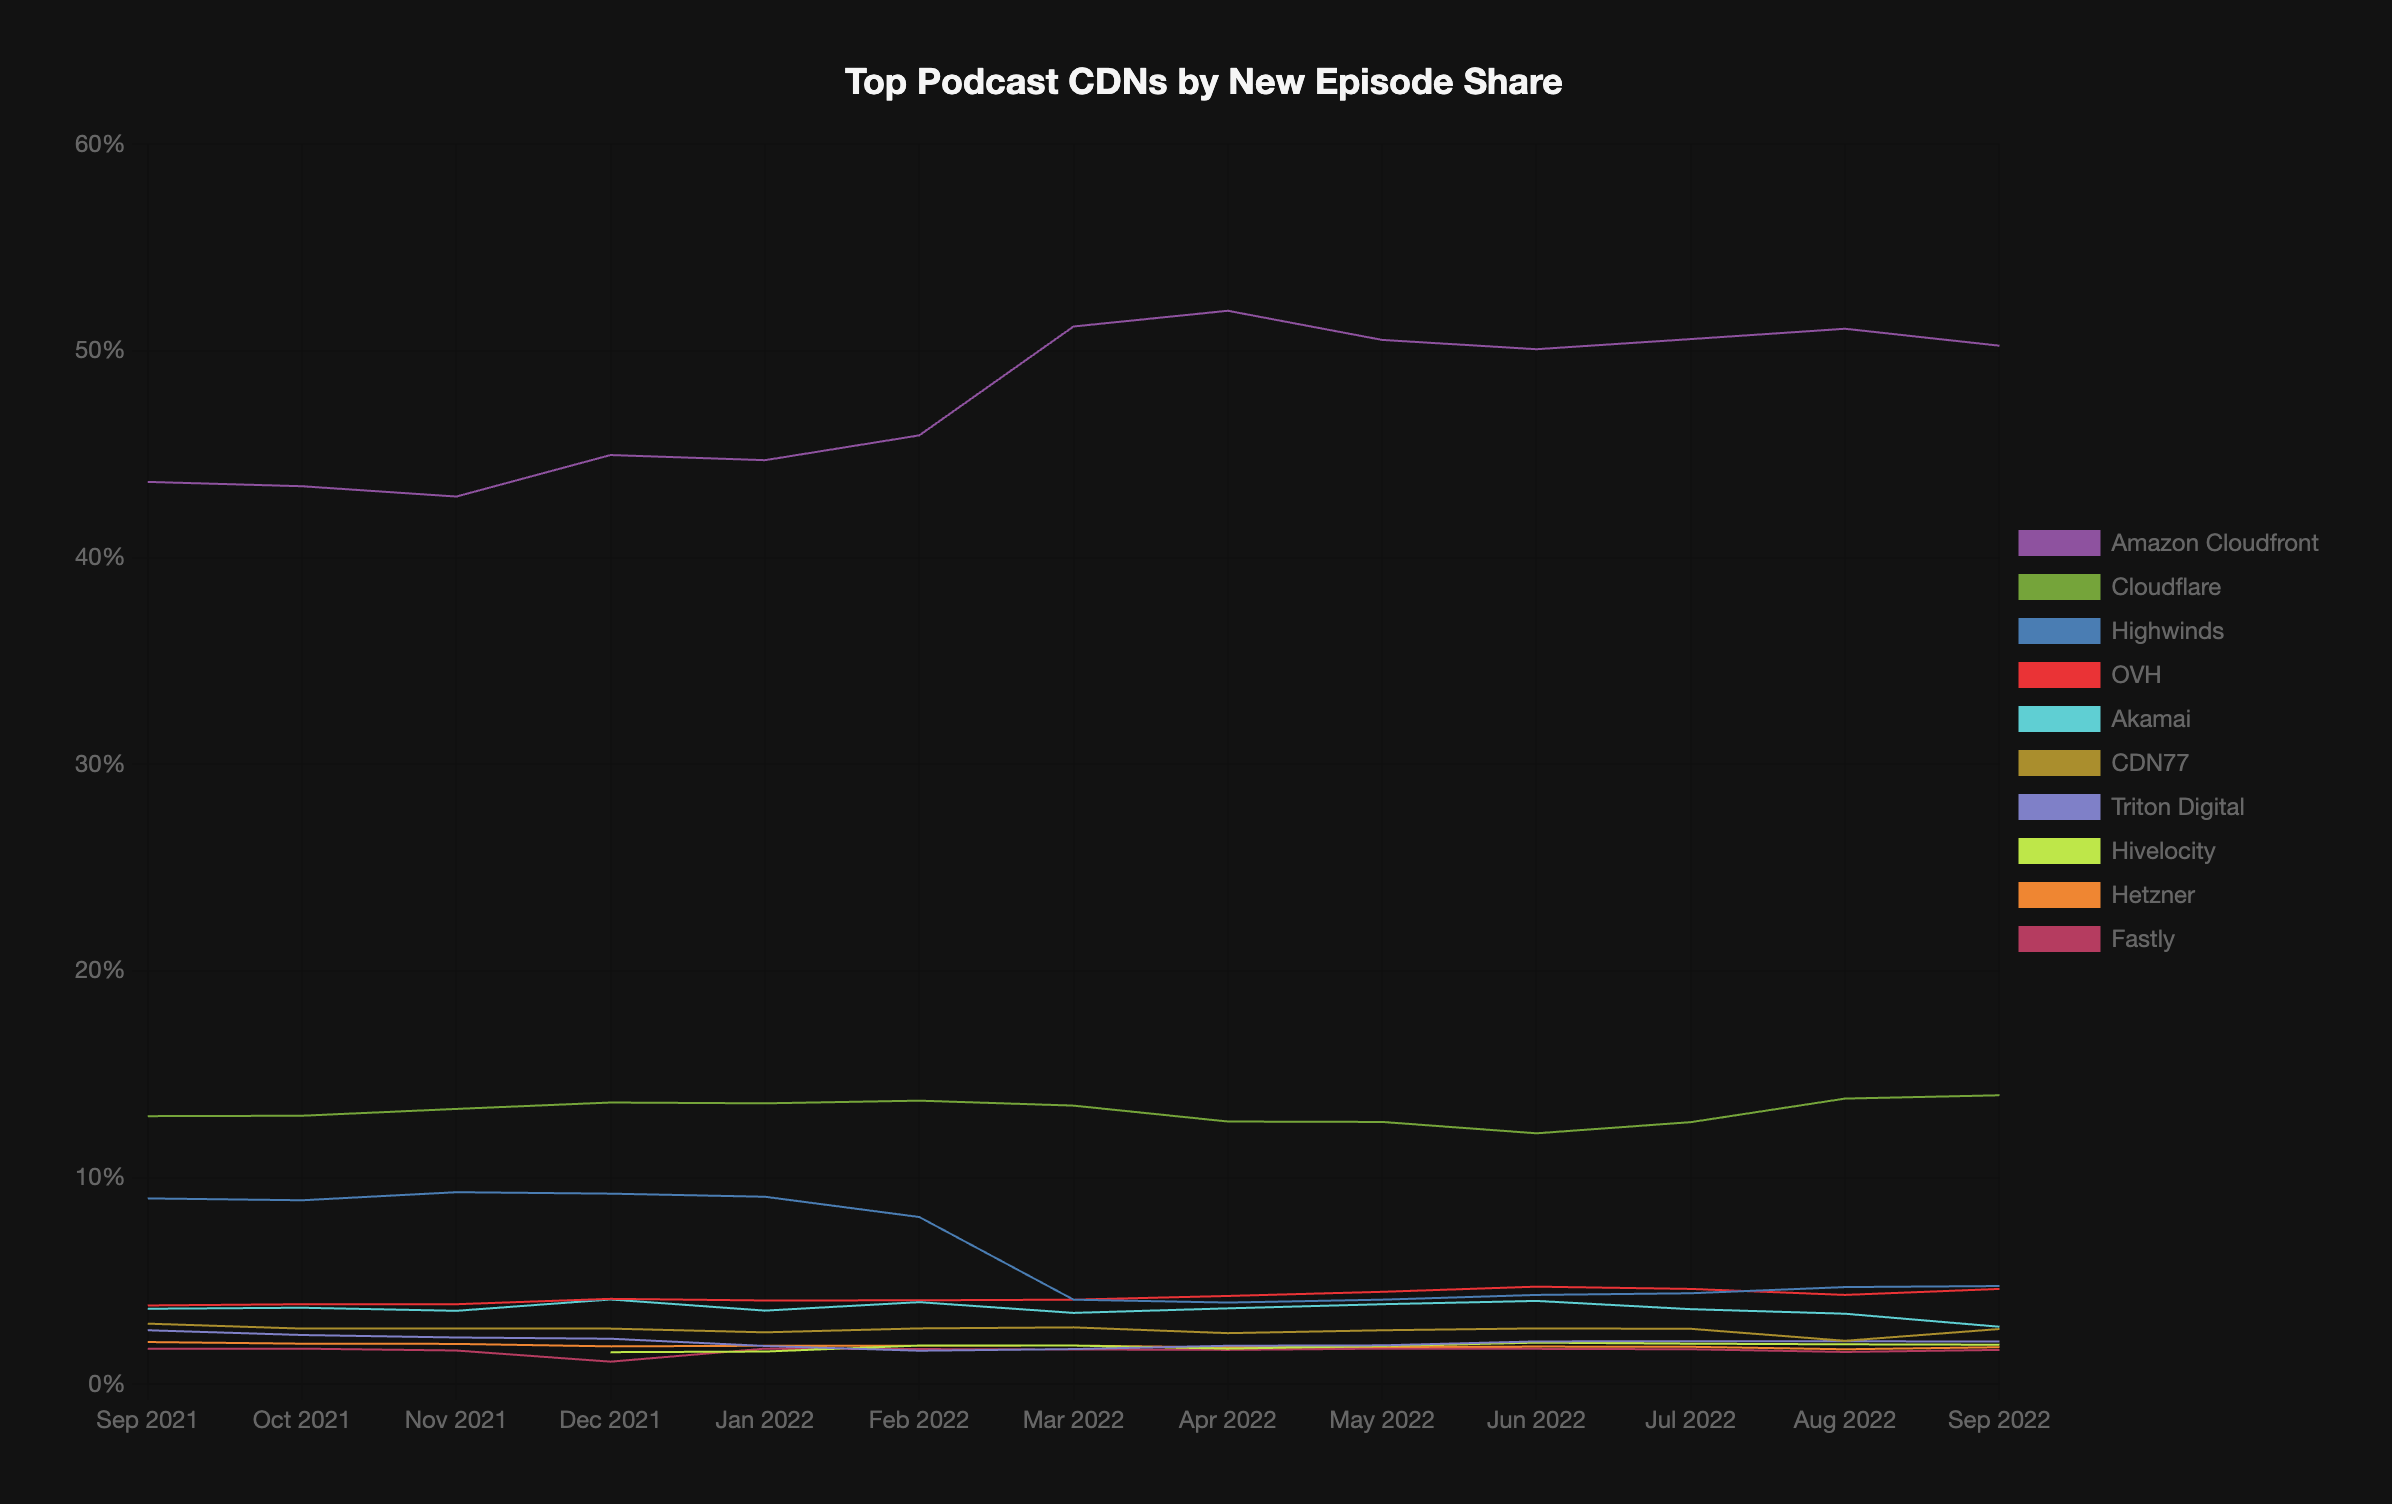 Top Podcast CDNs by New Episode Share
60%
50%
40%
30%
20%
10%
0%
Sep 2021 Oct 2021 Nov 2021 Dec 2021 Jan 2022 Feb 2022 Mar 2022 Apr 2022 May 2022 Jun 2022 Jul 2022 Aug 2022 Sep 2022
Amazon Cloudfront
Cloudflare
Highwinds
OVH
Akamai
CDN77
Triton Digital
Hivelocity
Hetzner
Fastly